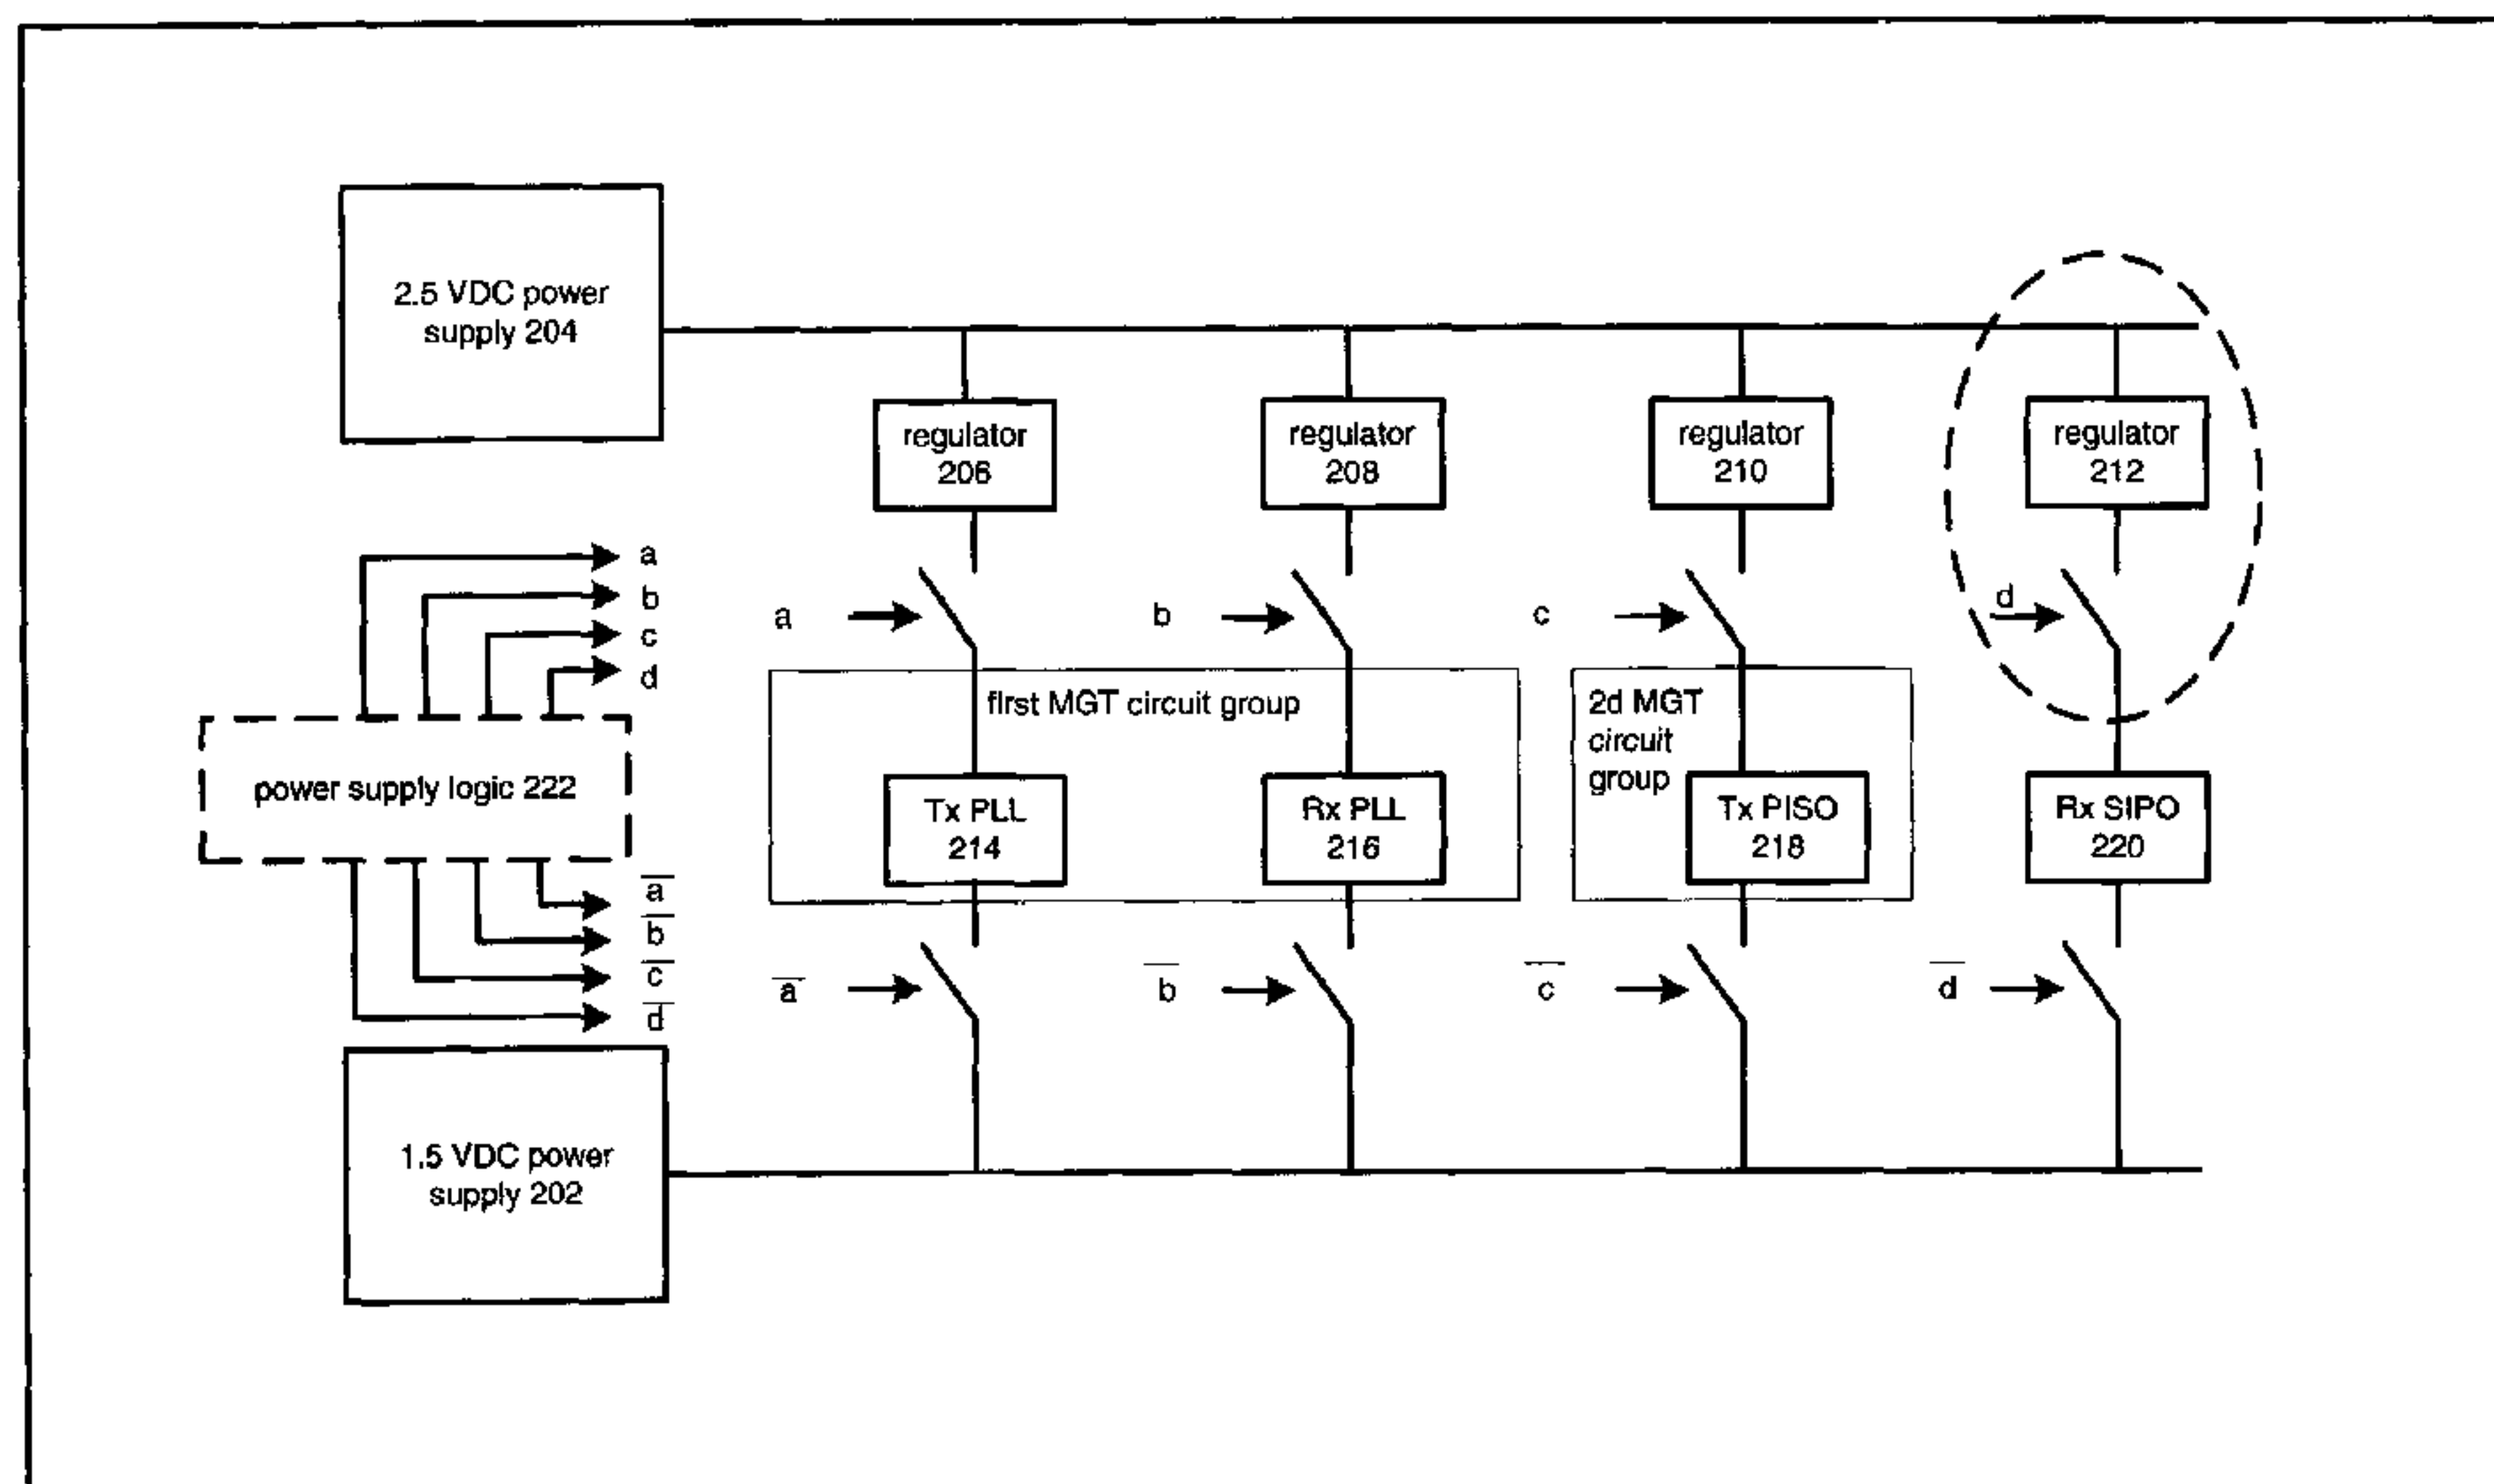 2.5 VDC power
supply 204
regulator
206
regulator
208
regulator
210
regulator
212
a
b
c
d
a
b
c
d
first MGT circuit group
2d MGT
circuit
group
power supply logic 222
Tx PLL
214
Rx PLL
216
Tx PISO
218
Rx SIPO
220
a̅
b̅
c̅
d̅
a̅
b̅
c̅
d̅
1.5 VDC power
supply 202